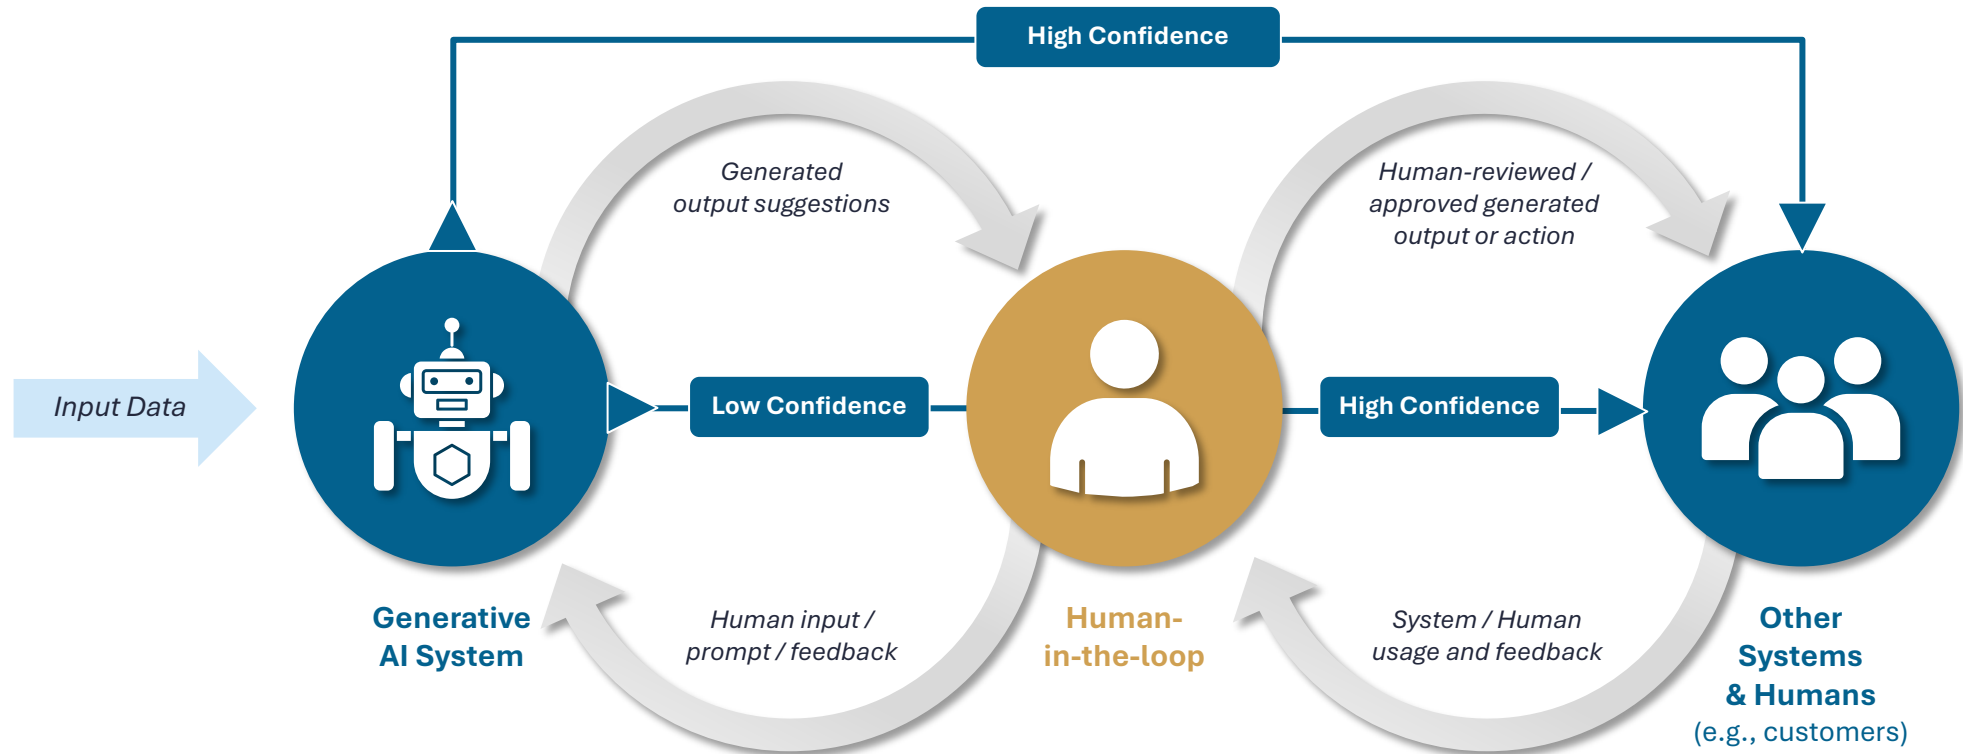 High Confidence
Generated
output suggestions
Human-reviewed /
approved generated
output or action
Input Data
Low Confidence
High Confidence
Generative
AI System
Human input /
prompt / feedback
Human-
in-the-loop
System / Human
usage and feedback
Other
Systems
& Humans
(e.g., customers)